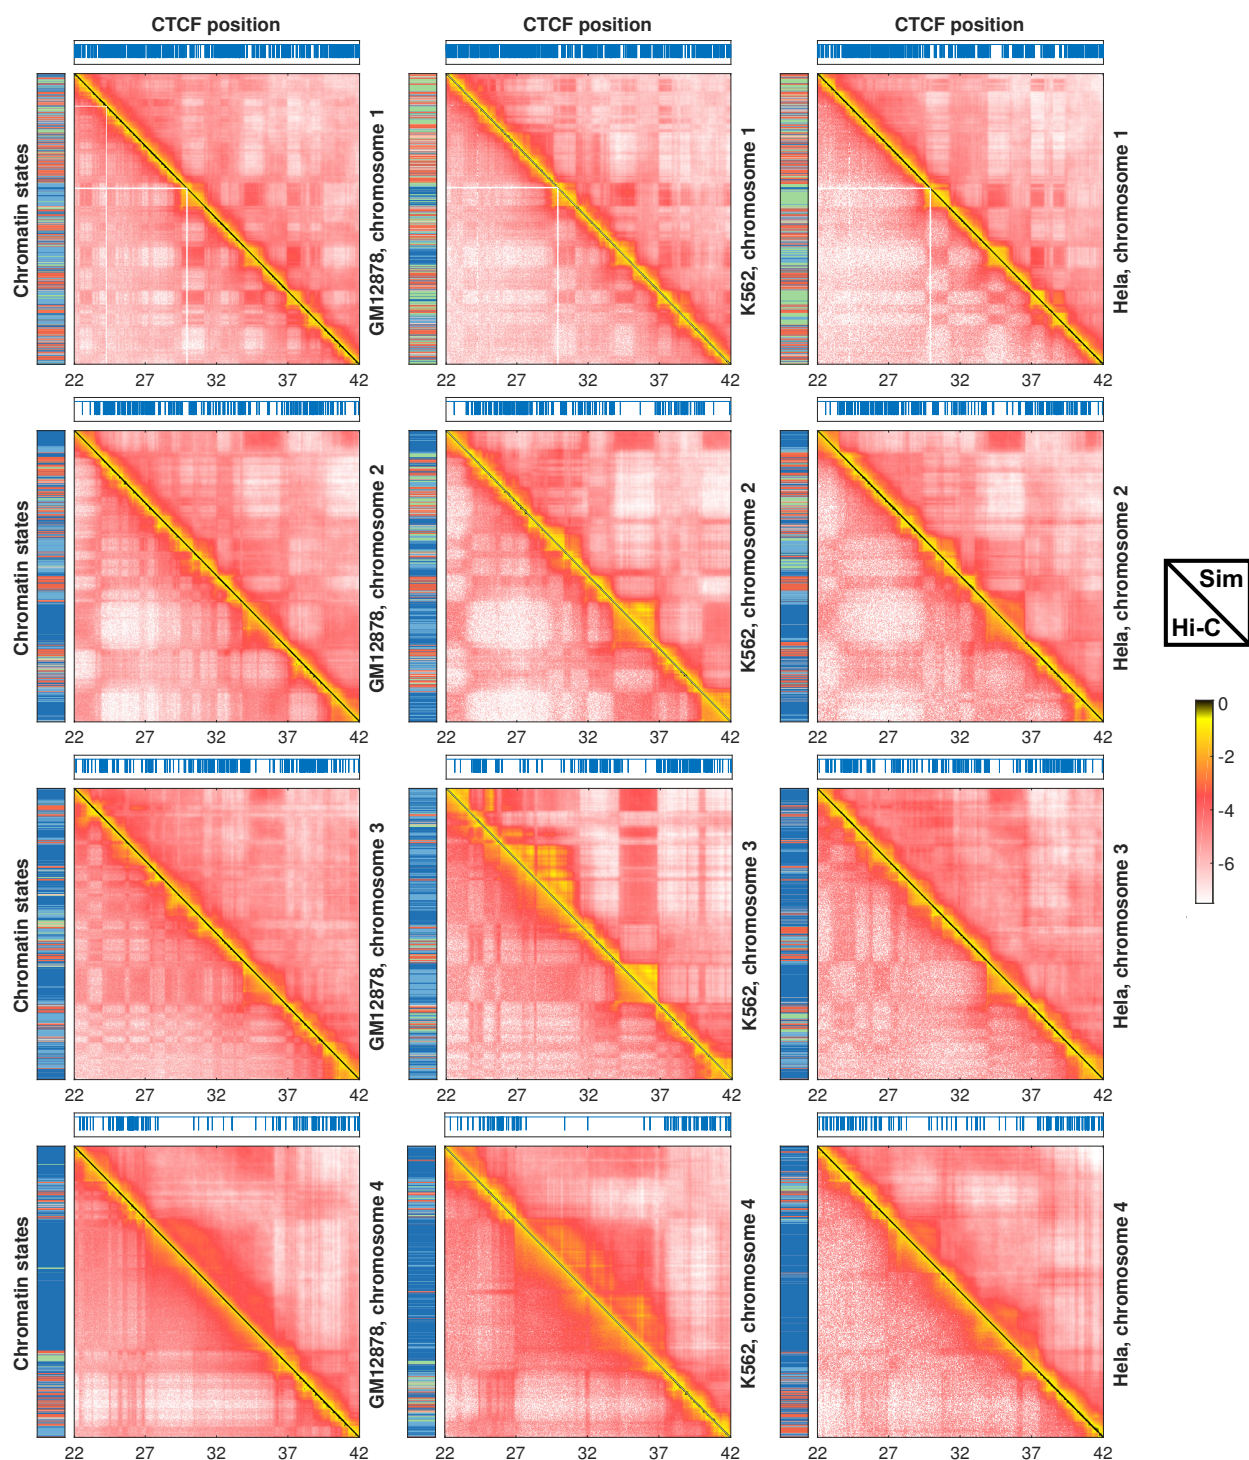 CTCF position CTCF position CTCF position
Chromatin states
GM12878, chromosome 1
K562, chromosome 1
Hela, chromosome 1
22 27 32 37 42 22 27 32 37 42 22 27 32 37 42
Chromatin states
GM12878, chromosome 2
K562, chromosome 2
Hela, chromosome 2
22 27 32 37 42 22 27 32 37 42 22 27 32 37 42
Sim
Hi-C
0
-2
-4
-6
Chromatin states
GM12878, chromosome 3
K562, chromosome 3
Hela, chromosome 3
22 27 32 37 42 22 27 32 37 42 22 27 32 37 42
Chromatin states
GM12878, chromosome 4
K562, chromosome 4
Hela, chromosome 4
22 27 32 37 42 22 27 32 37 42 22 27 32 37 42